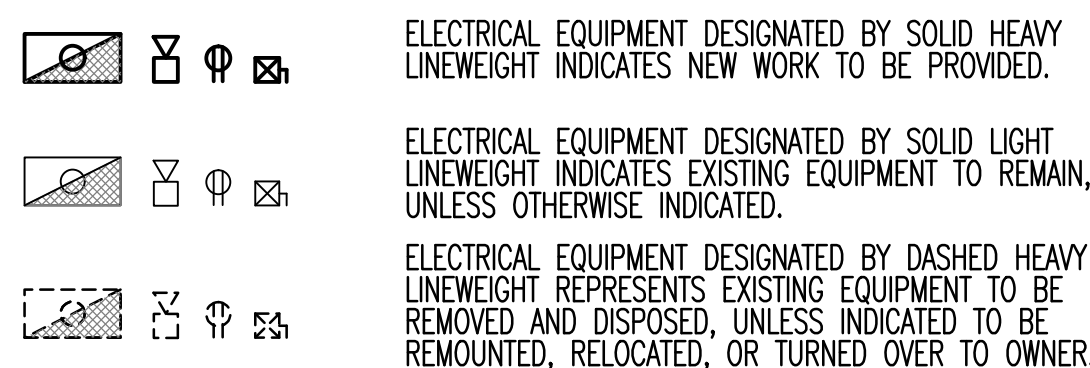 ELECTRICAL EQUIPMENT DESIGNATED BY SOLID HEAVY
LINEWEIGHT INDICATES NEW WORK TO BE PROVIDED.
ELECTRICAL EQUIPMENT DESIGNATED BY SOLID LIGHT
LINEWEIGHT INDICATES EXISTING EQUIPMENT TO REMAIN,
UNLESS OTHERWISE INDICATED.
ELECTRICAL EQUIPMENT DESIGNATED BY DASHED HEAVY
LINEWEIGHT REPRESENTS EXISTING EQUIPMENT TO BE
REMOVED AND DISPOSED, UNLESS INDICATED TO BE
REMOUNTED, RELOCATED, OR TURNED OVER TO OWNER.